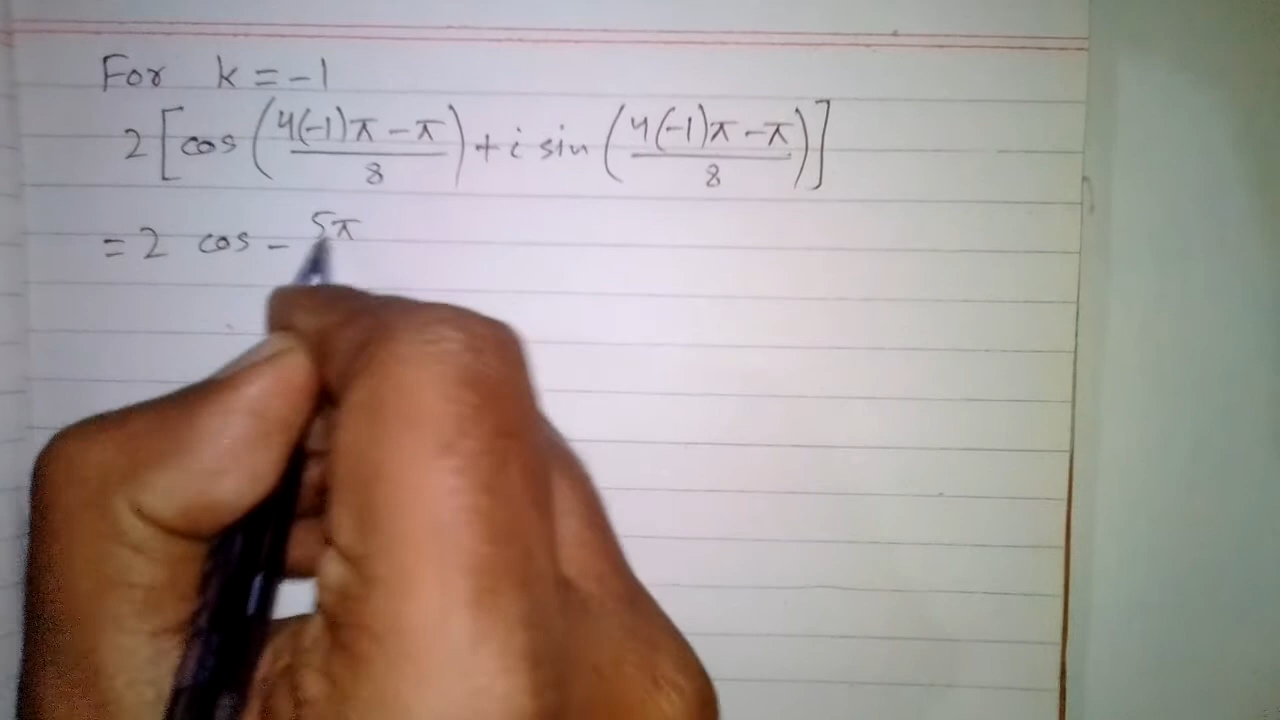 For k = -1
2 [cos (4(-1)π - π / 8) + i sin (4(-1)π - π / 8)]
= 2 cos - 5π